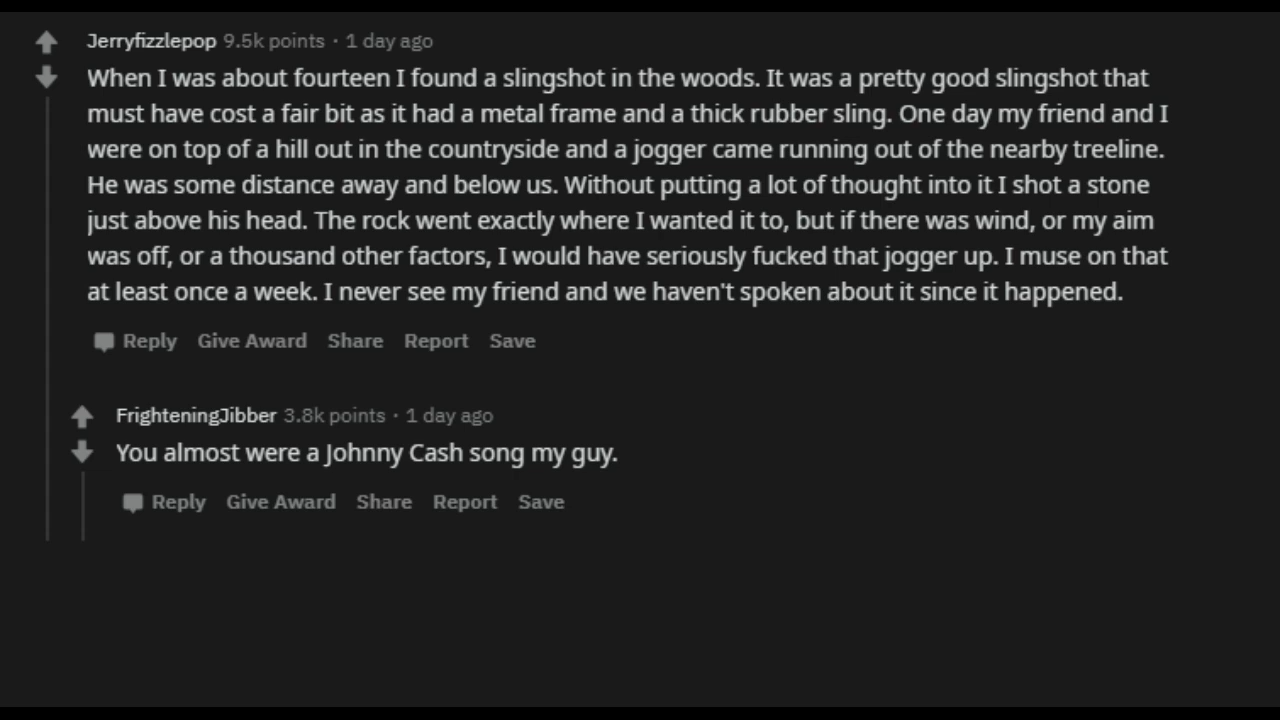 Jerryfizzlepop 9.5k points · 1 day ago
When I was about fourteen I found a slingshot in the woods. It was a pretty good slingshot that
must have cost a fair bit as it had a metal frame and a thick rubber sling. One day my friend and I
were on top of a hill out in the countryside and a jogger came running out of the nearby treeline.
He was some distance away and below us. Without putting a lot of thought into it I shot a stone
just above his head. The rock went exactly where I wanted it to, but if there was wind, or my aim
was off, or a thousand other factors, I would have seriously fucked that jogger up. I muse on that
at least once a week. I never see my friend and we haven't spoken about it since it happened.
Reply Give Award Share Report Save
FrighteningJibber 3.8k points · 1 day ago
You almost were a Johnny Cash song my guy.
Reply Give Award Share Report Save